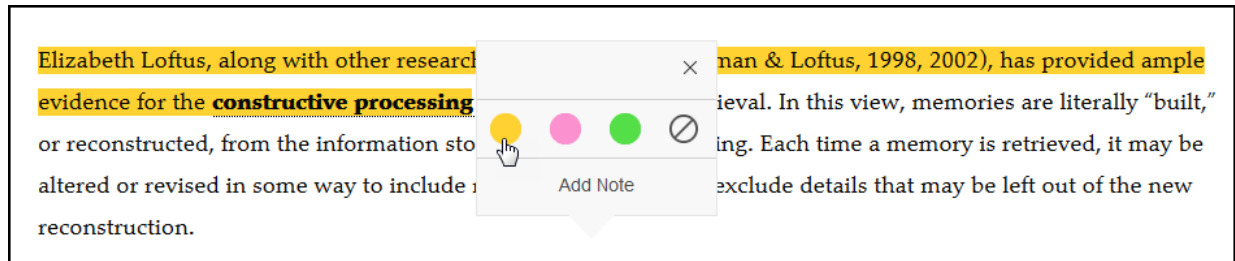 Elizabeth Loftus, along with other research man & Loftus, 1998, 2002), has provided ample
evidence for the constructive processing ieval. In this view, memories are literally “built,”
or reconstructed, from the information sto ing. Each time a memory is retrieved, it may be
altered or revised in some way to include exclude details that may be left out of the new
reconstruction.
Add Note